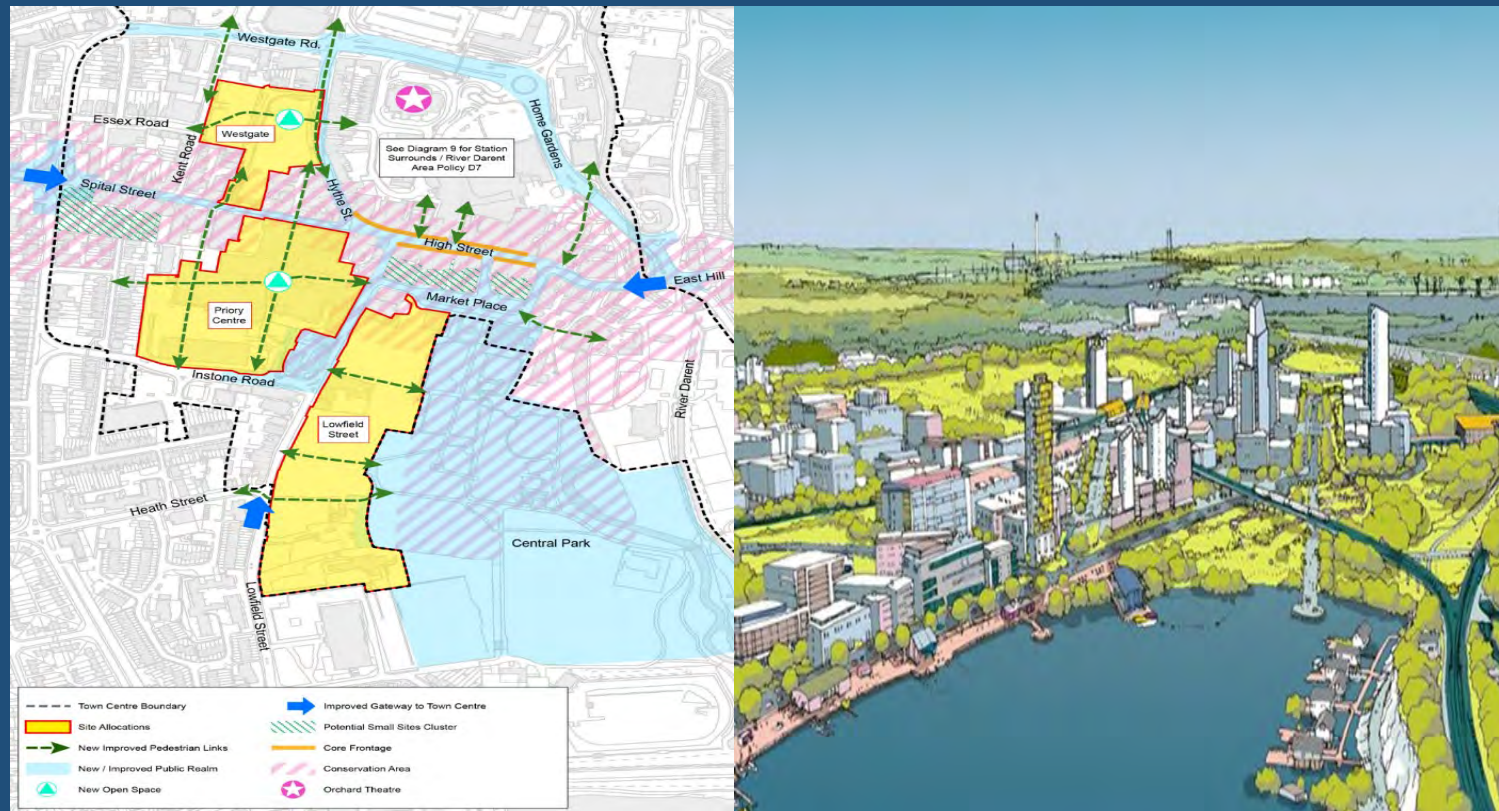 Westgate Rd.
Essex Road
Westgate
Kent Road
Home Gardens
See Diagram 9 for Station
Surrounds / River Darent
Area Policy D7
Spital Street
Hythe St.
High Street
East Hill
Market Place
Priory
Centre
Instone Road
River Darent
Lowfield
Street
Heath Street
Central Park
Lowfield Street
Town Centre Boundary
Site Allocations
New Improved Pedestrian Links
New / Improved Public Realm
New Open Space
Improved Gateway to Town Centre
Potential Small Sites Cluster
Core Frontage
Conservation Area
Orchard Theatre